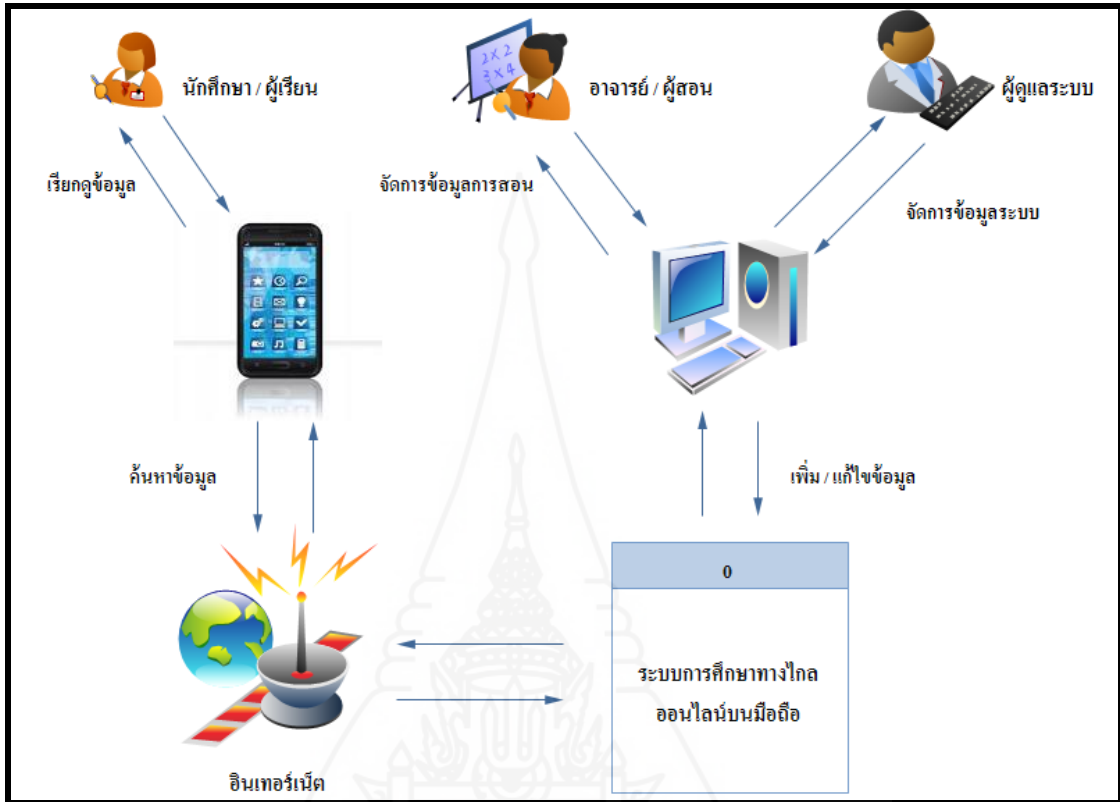 2 x 2
3 x 4
นักศึกษา / ผู้เรียน
อาจารย์ / ผู้สอน
ผู้ดูแลระบบ
เรียกดูข้อมูล
จัดการข้อมูลการสอน
จัดการข้อมูลระบบ
ค้นหาข้อมูล
เพิ่ม / แก้ไขข้อมูล
0
ระบบการศึกษาทางไกล
ออนไลน์บนมือถือ
อินเทอร์เน็ต